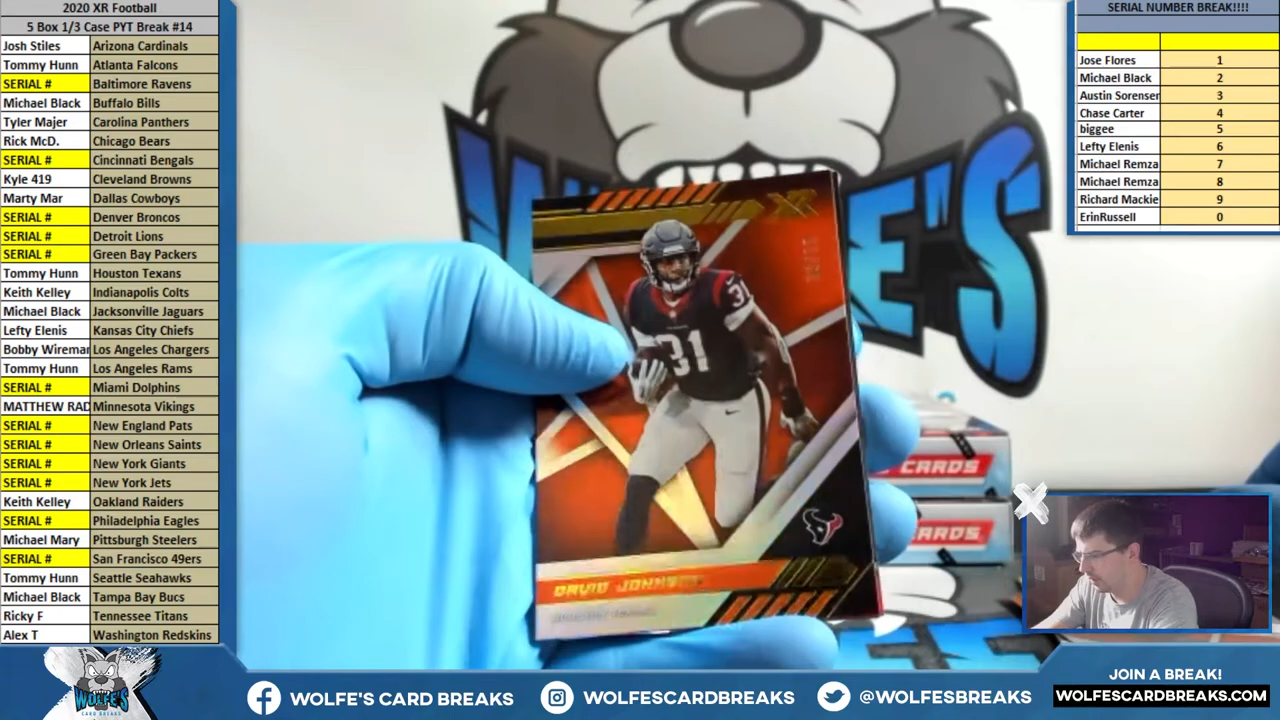 2020 XR Football
5 Box 1/3 Case PYT Break #14
Josh Stiles Arizona Cardinals
Tommy Hunn Atlanta Falcons
SERIAL # Baltimore Ravens
Michael Black Buffalo Bills
Tyler Majer Carolina Panthers
Rick McD. Chicago Bears
SERIAL # Cincinnati Bengals
Kyle 419 Cleveland Browns
Marty Mar Dallas Cowboys
SERIAL # Denver Broncos
SERIAL # Detroit Lions
SERIAL # Green Bay Packers
Tommy Hunn Houston Texans
Keith Kelley Indianapolis Colts
Michael Black Jacksonville Jaguars
Lefty Elenis Kansas City Chiefs
Bobby Wireman Los Angeles Chargers
Tommy Hunn Los Angeles Rams
SERIAL # Miami Dolphins
MATTHEW RAD Minnesota Vikings
SERIAL # New England Pats
SERIAL # New Orleans Saints
SERIAL # New York Giants
SERIAL # New York Jets
Keith Kelley Oakland Raiders
SERIAL # Philadelphia Eagles
Michael Mary Pittsburgh Steelers
SERIAL # San Francisco 49ers
Tommy Hunn Seattle Seahawks
Michael Black Tampa Bay Bucs
Ricky F Tennessee Titans
Alex T Washington Redskins
SERIAL NUMBER BREAK!!!!
Jose Flores 1
Michael Black 2
Austin Sorensen 3
Chase Carter 4
biggee 5
Lefty Elenis 6
Michael Remza 7
Michael Remza 8
Richard Mackie 9
ErinRussell 0
XR
31
31
DAVID JOHNSON
CARDS
CARDS
WOLFE'S
CARD BREAKS
WOLFE'S CARD BREAKS
WOLFESCARDBREAKS
@WOLFESBREAKS
JOIN A BREAK!
WOLFESCARDBREAKS.COM